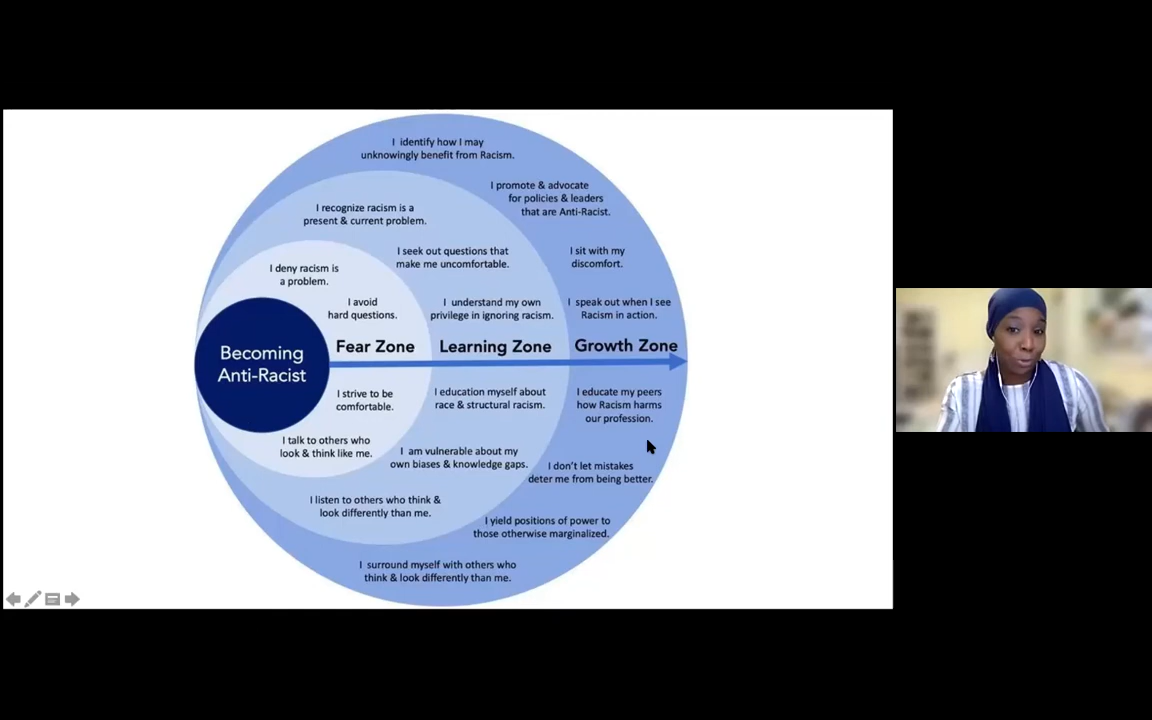 I identify how I may
unknowingly benefit from Racism.
I promote & advocate
for policies & leaders
that are Anti-Racist.
I recognize racism is a
present & current problem.
I seek out questions that
make me uncomfortable.
I sit with my
discomfort.
I deny racism is
a problem.
I avoid
hard questions.
I understand my own
privilege in ignoring racism.
I speak out when I see
Racism in action.
Becoming
Anti-Racist
Fear Zone
Learning Zone
Growth Zone
I strive to be
comfortable.
I education myself about
race & structural racism.
I educate my peers
how Racism harms
our profession.
I talk to others who
look & think like me.
I am vulnerable about my
own biases & knowledge gaps.
I don't let mistakes
deter me from being better.
I listen to others who think &
look differently than me.
I yield positions of power to
those otherwise marginalized.
I surround myself with others who
think & look differently than me.